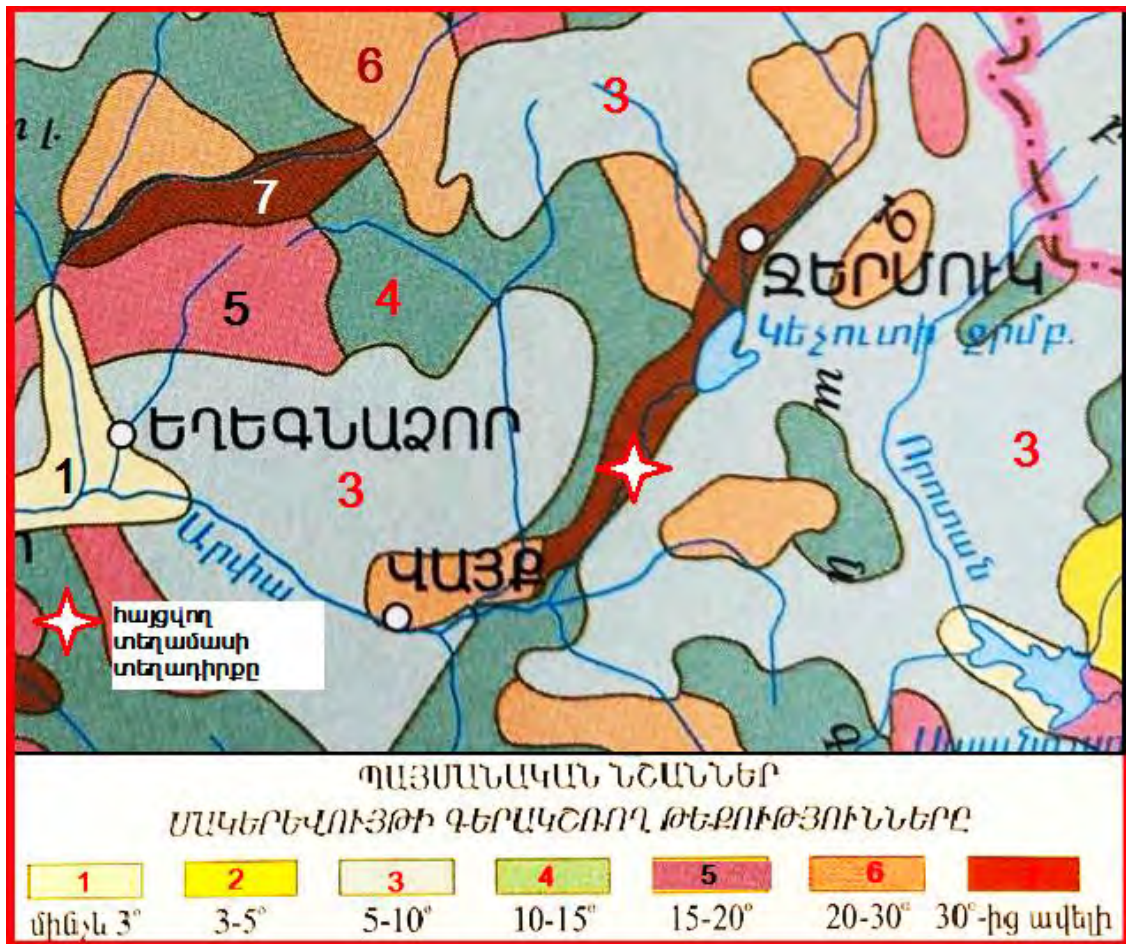 6
3
լ.
7
ՋԵՐՄՈՒԿ
Կեչուտի ջրմբ.
5
4
ԵՂԵԳՆԱՁՈՐ
1
3
3
Արփա
Որոտան
ՎԱՅՔ
հայցվող
տեղամասի
տեղադիրքը
ՊԱՅՄԱՆԱԿԱՆ ՆՇԱՆՆԵՐ
ՄԱԿԵՐԵՎՈՒՅԹԻ ԳԵՐԱԿՇՌՈՂ ԹԵՔՈՒԹՅՈՒՆՆԵՐԸ
1 2 3 4 5 6
մինչև 3° 3-5° 5-10° 10-15° 15-20° 20-30° 30°-ից ավելի